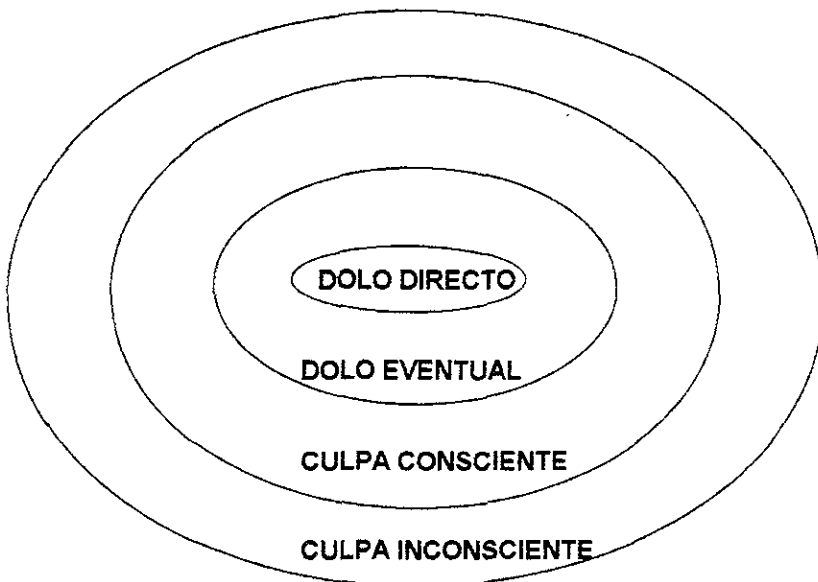 DOLO DIRECTO
DOLO EVENTUAL
CULPA CONSCIENTE
CULPA INCONSCIENTE